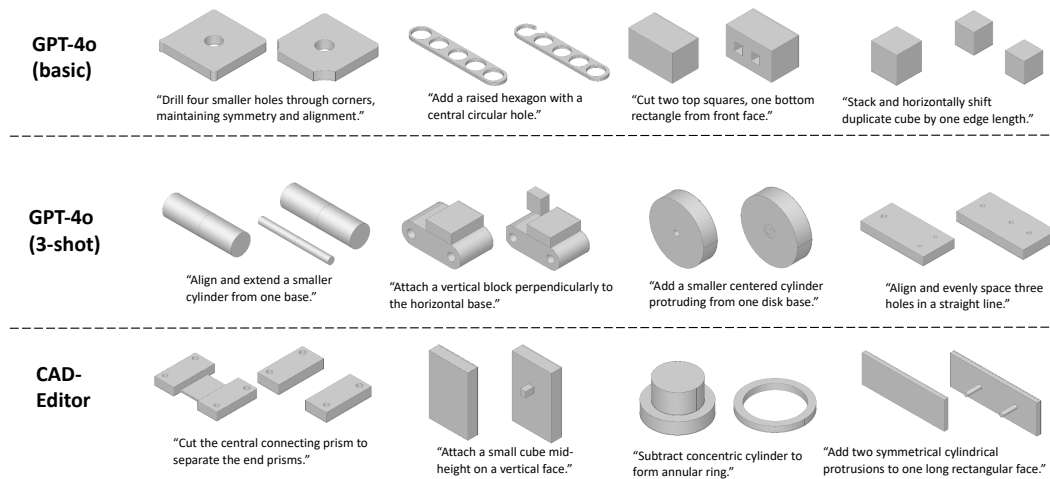 GPT-4o
(basic)
“Drill four smaller holes through corners,
maintaining symmetry and alignment.”
“Add a raised hexagon with a
central circular hole.”
“Cut two top squares, one bottom
rectangle from front face.”
“Stack and horizontally shift
duplicate cube by one edge length.”
GPT-4o
(3-shot)
“Align and extend a smaller
cylinder from one base.”
“Attach a vertical block perpendicularly to
the horizontal base.”
“Add a smaller centered cylinder
protruding from one disk base.”
“Align and evenly space three
holes in a straight line.”
CAD-
Editor
“Cut the central connecting prism to
separate the end prisms.”
“Attach a small cube mid-
height on a vertical face.”
“Subtract concentric cylinder to
form annular ring.”
“Add two symmetrical cylindrical
protrusions to one long rectangular face.”